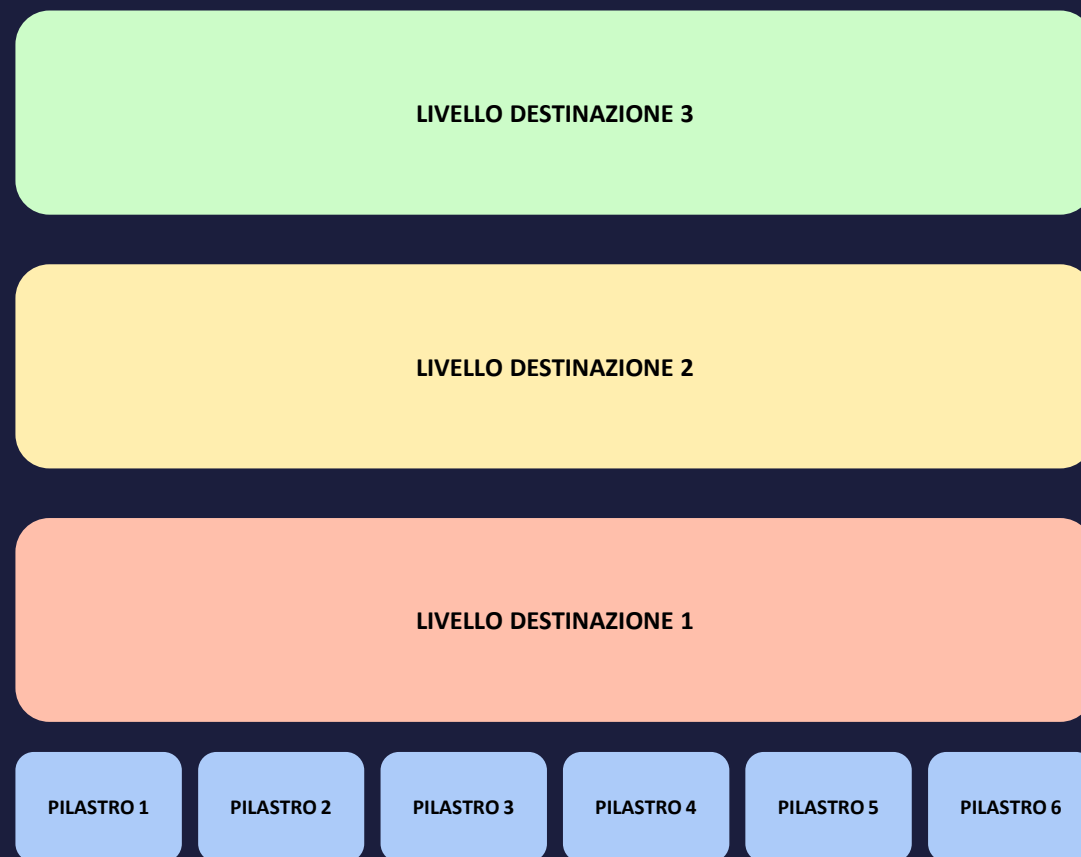 LIVELLO DESTINAZIONE 3
LIVELLO DESTINAZIONE 2
LIVELLO DESTINAZIONE 1
PILASTRO 1 PILASTRO 2 PILASTRO 3 PILASTRO 4 PILASTRO 5 PILASTRO 6